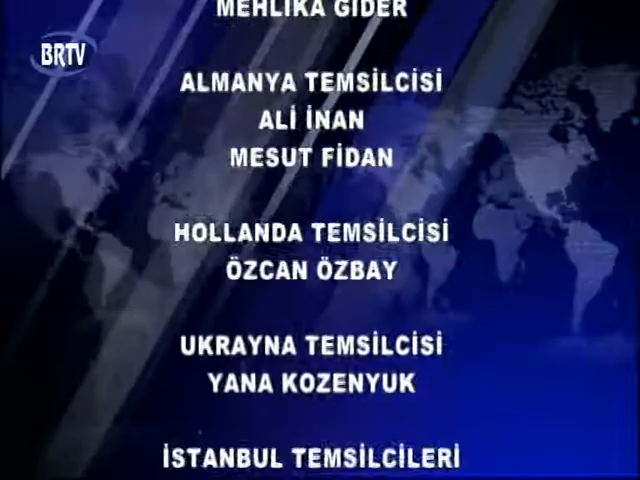 MEHLİKA GİDER
BRTV
ALMANYA TEMSİLCİSİ
ALİ İNAN
MESUT FİDAN
HOLLANDA TEMSİLCİSİ
ÖZCAN ÖZBAY
UKRAYNA TEMSİLCİSİ
YANA KOZENYUK
İSTANBUL TEMSİLCİLERİ